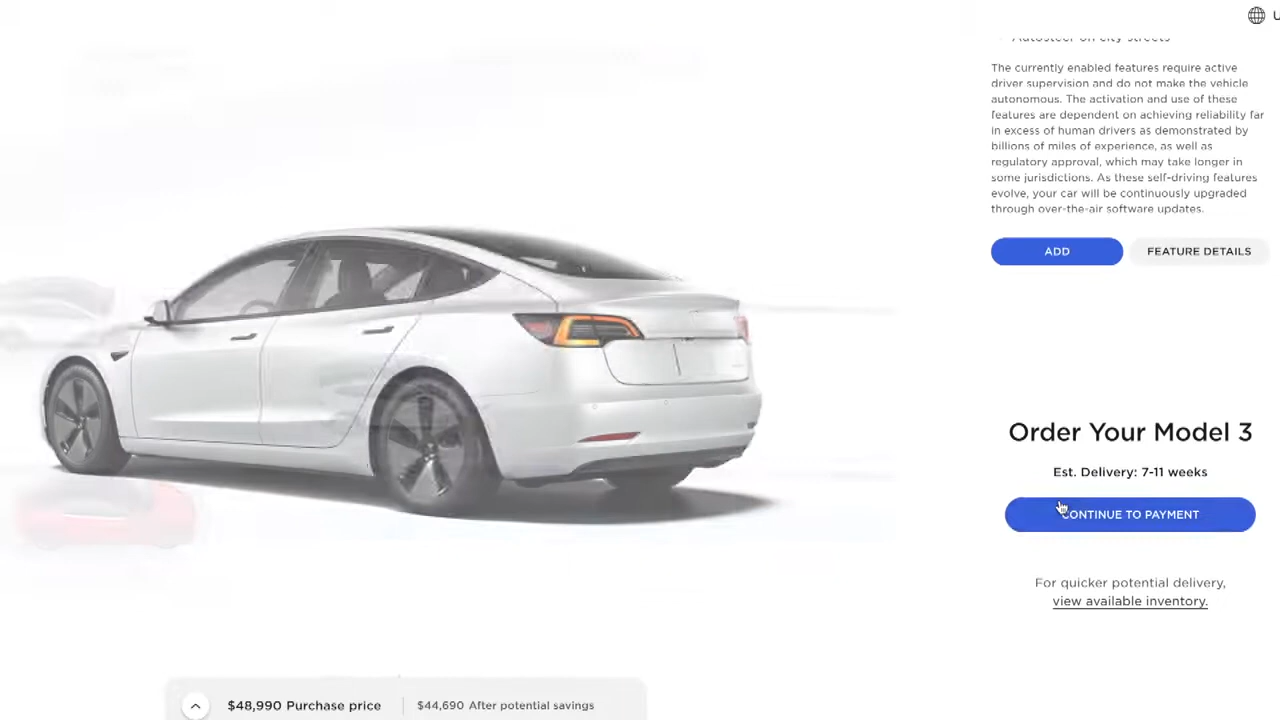 Autosteer on city streets
The currently enabled features require active
driver supervision and do not make the vehicle
autonomous. The activation and use of these
features are dependent on achieving reliability far
in excess of human drivers as demonstrated by
billions of miles of experience, as well as
regulatory approval, which may take longer in
some jurisdictions. As these self-driving features
evolve, your car will be continuously upgraded
through over-the-air software updates.
ADD
FEATURE DETAILS
Order Your Model 3
Est. Delivery: 7-11 weeks
CONTINUE TO PAYMENT
For quicker potential delivery,
view available inventory.
$48,990 Purchase price
$44,690 After potential savings